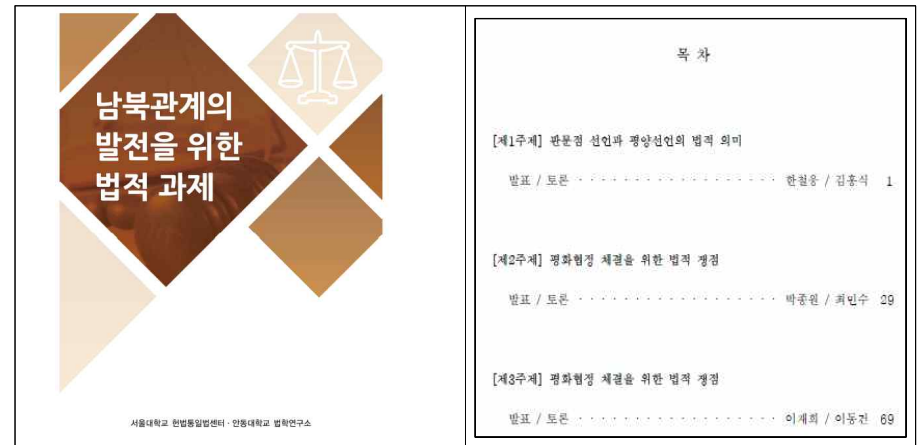 남북관계의
발전을 위한
법적 과제
서울대학교 헌법통일법센터 · 안동대학교 법학연구소
목 차
[제1주제] 판문점 선언과 평양선언의 법적 의미
발표 / 토론 · · · · · · · · · · · · · · · · · · 한철웅 / 김홍식 1
[제2주제] 평화협정 체결을 위한 법적 쟁점
발표 / 토론 · · · · · · · · · · · · · · · · · · 박종원 / 최민수 29
[제3주제] 평화협정 체결을 위한 법적 쟁점
발표 / 토론 · · · · · · · · · · · · · · · · · · 이재희 / 이동건 69